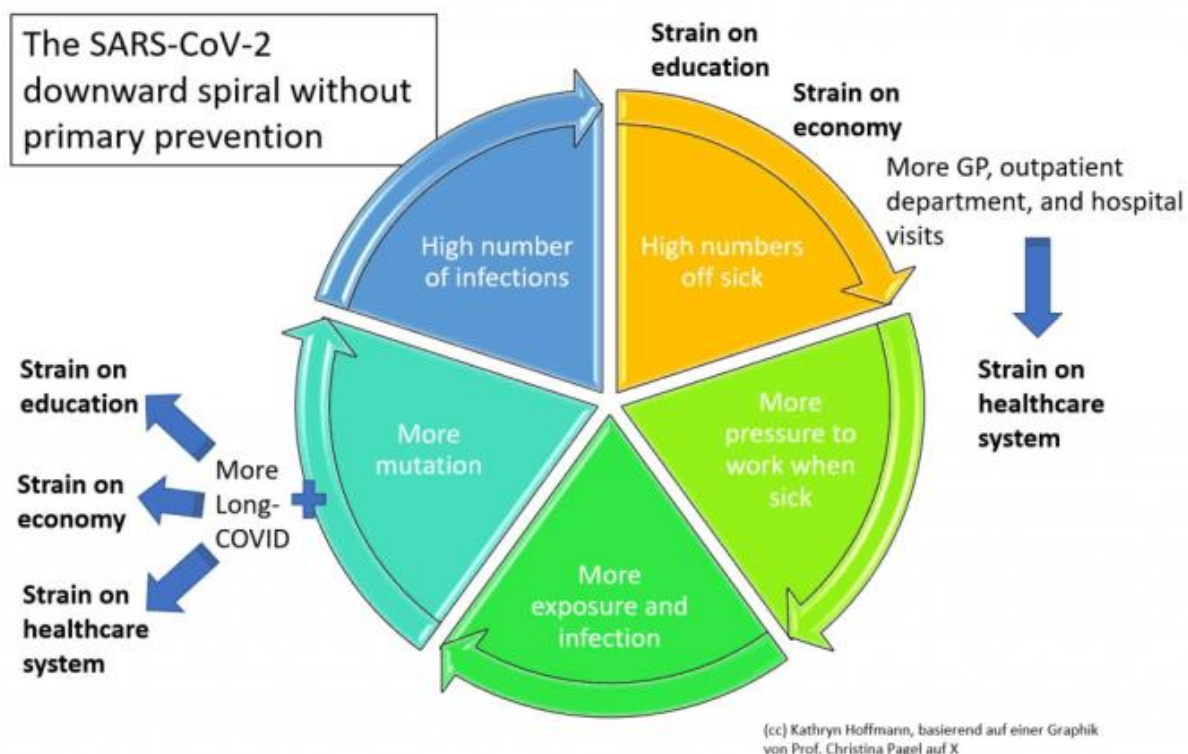 The SARS-CoV-2
downward spiral without
primary prevention
Strain on
education
Strain on
economy
More GP, outpatient
department, and hospital
visits
Strain on
healthcare
system
High number
of infections
High numbers
off sick
More
pressure to
work when
sick
More
exposure and
infection
More
mutation
More
Long-
COVID
Strain on
education
Strain on
economy
Strain on
healthcare
system
(cc) Kathryn Hoffmann, basierend auf einer Graphik
von Prof. Christina Pagel auf X